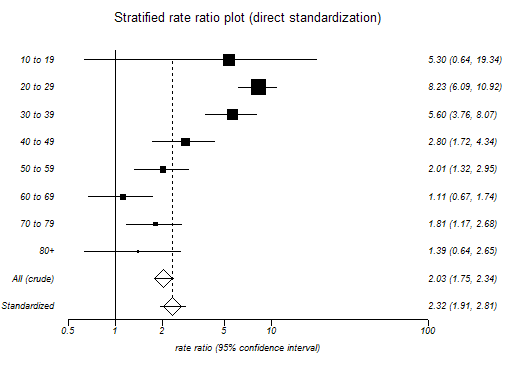 Stratified rate ratio plot (direct standardization)
10 to 19 5.30 (0.64, 19.34)
20 to 29 8.23 (6.09, 10.92)
30 to 39 5.60 (3.76, 8.07)
40 to 49 2.80 (1.72, 4.34)
50 to 59 2.01 (1.32, 2.95)
60 to 69 1.11 (0.67, 1.74)
70 to 79 1.81 (1.17, 2.68)
80+ 1.39 (0.64, 2.65)
All (crude) 2.03 (1.75, 2.34)
Standardized 2.32 (1.91, 2.81)
0.5 1 2 5 10 100
rate ratio (95% confidence interval)